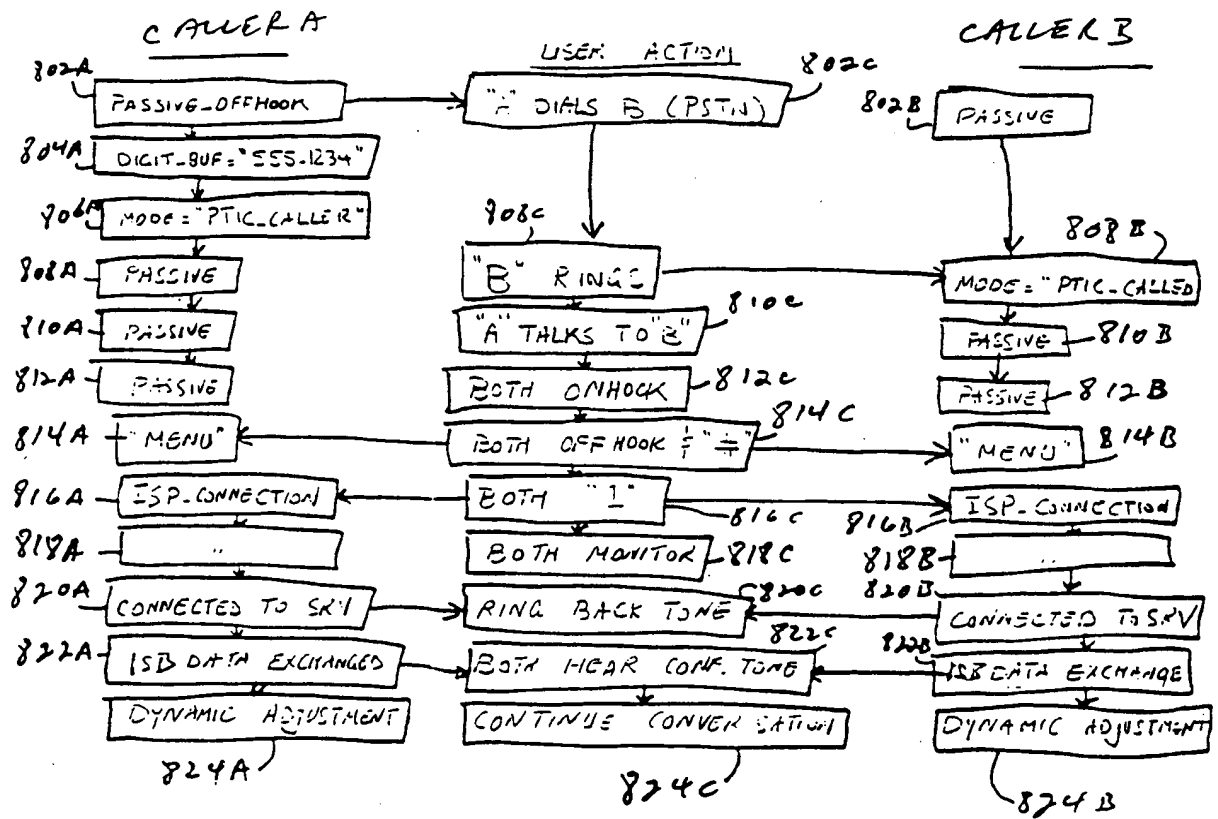 CALLER A
USER ACTION
CALLER B
802A
PASSIVE_OFFHOOK
"A" DIALS B (PSTN)
802C
802B
PASSIVE
804A
DIGIT_BUF="555-1234"
806A
MODE="PTIC_CALLER"
808C
808B
808A
PASSIVE
"B" RINGS
MODE="PTIC_CALLED
810A
PASSIVE
"A" TALKS TO "B"
810C
PASSIVE
810B
812A
PASSIVE
BOTH ONHOOK
812C
PASSIVE
812B
814A
"MENU"
BOTH OFFHOOK
814C
"MENU"
814B
816A
ISP_CONNECTION
BOTH "1"
816C
816B
ISP_CONNECTION
818A
..
BOTH MONITOR
818C
818B
..
820A
CONNECTED TO SRV
RING BACK TONE
820C
820B
CONNECTED TO SRV
822A
ISB DATA EXCHANGED
BOTH HEAR CONF. TONE
822C
822B
ISB DATA EXCHANGE
DYNAMIC ADJUSTMENT
CONTINUE CONVERSATION
DYNAMIC ADJUSTMENT
824A
824C
824B